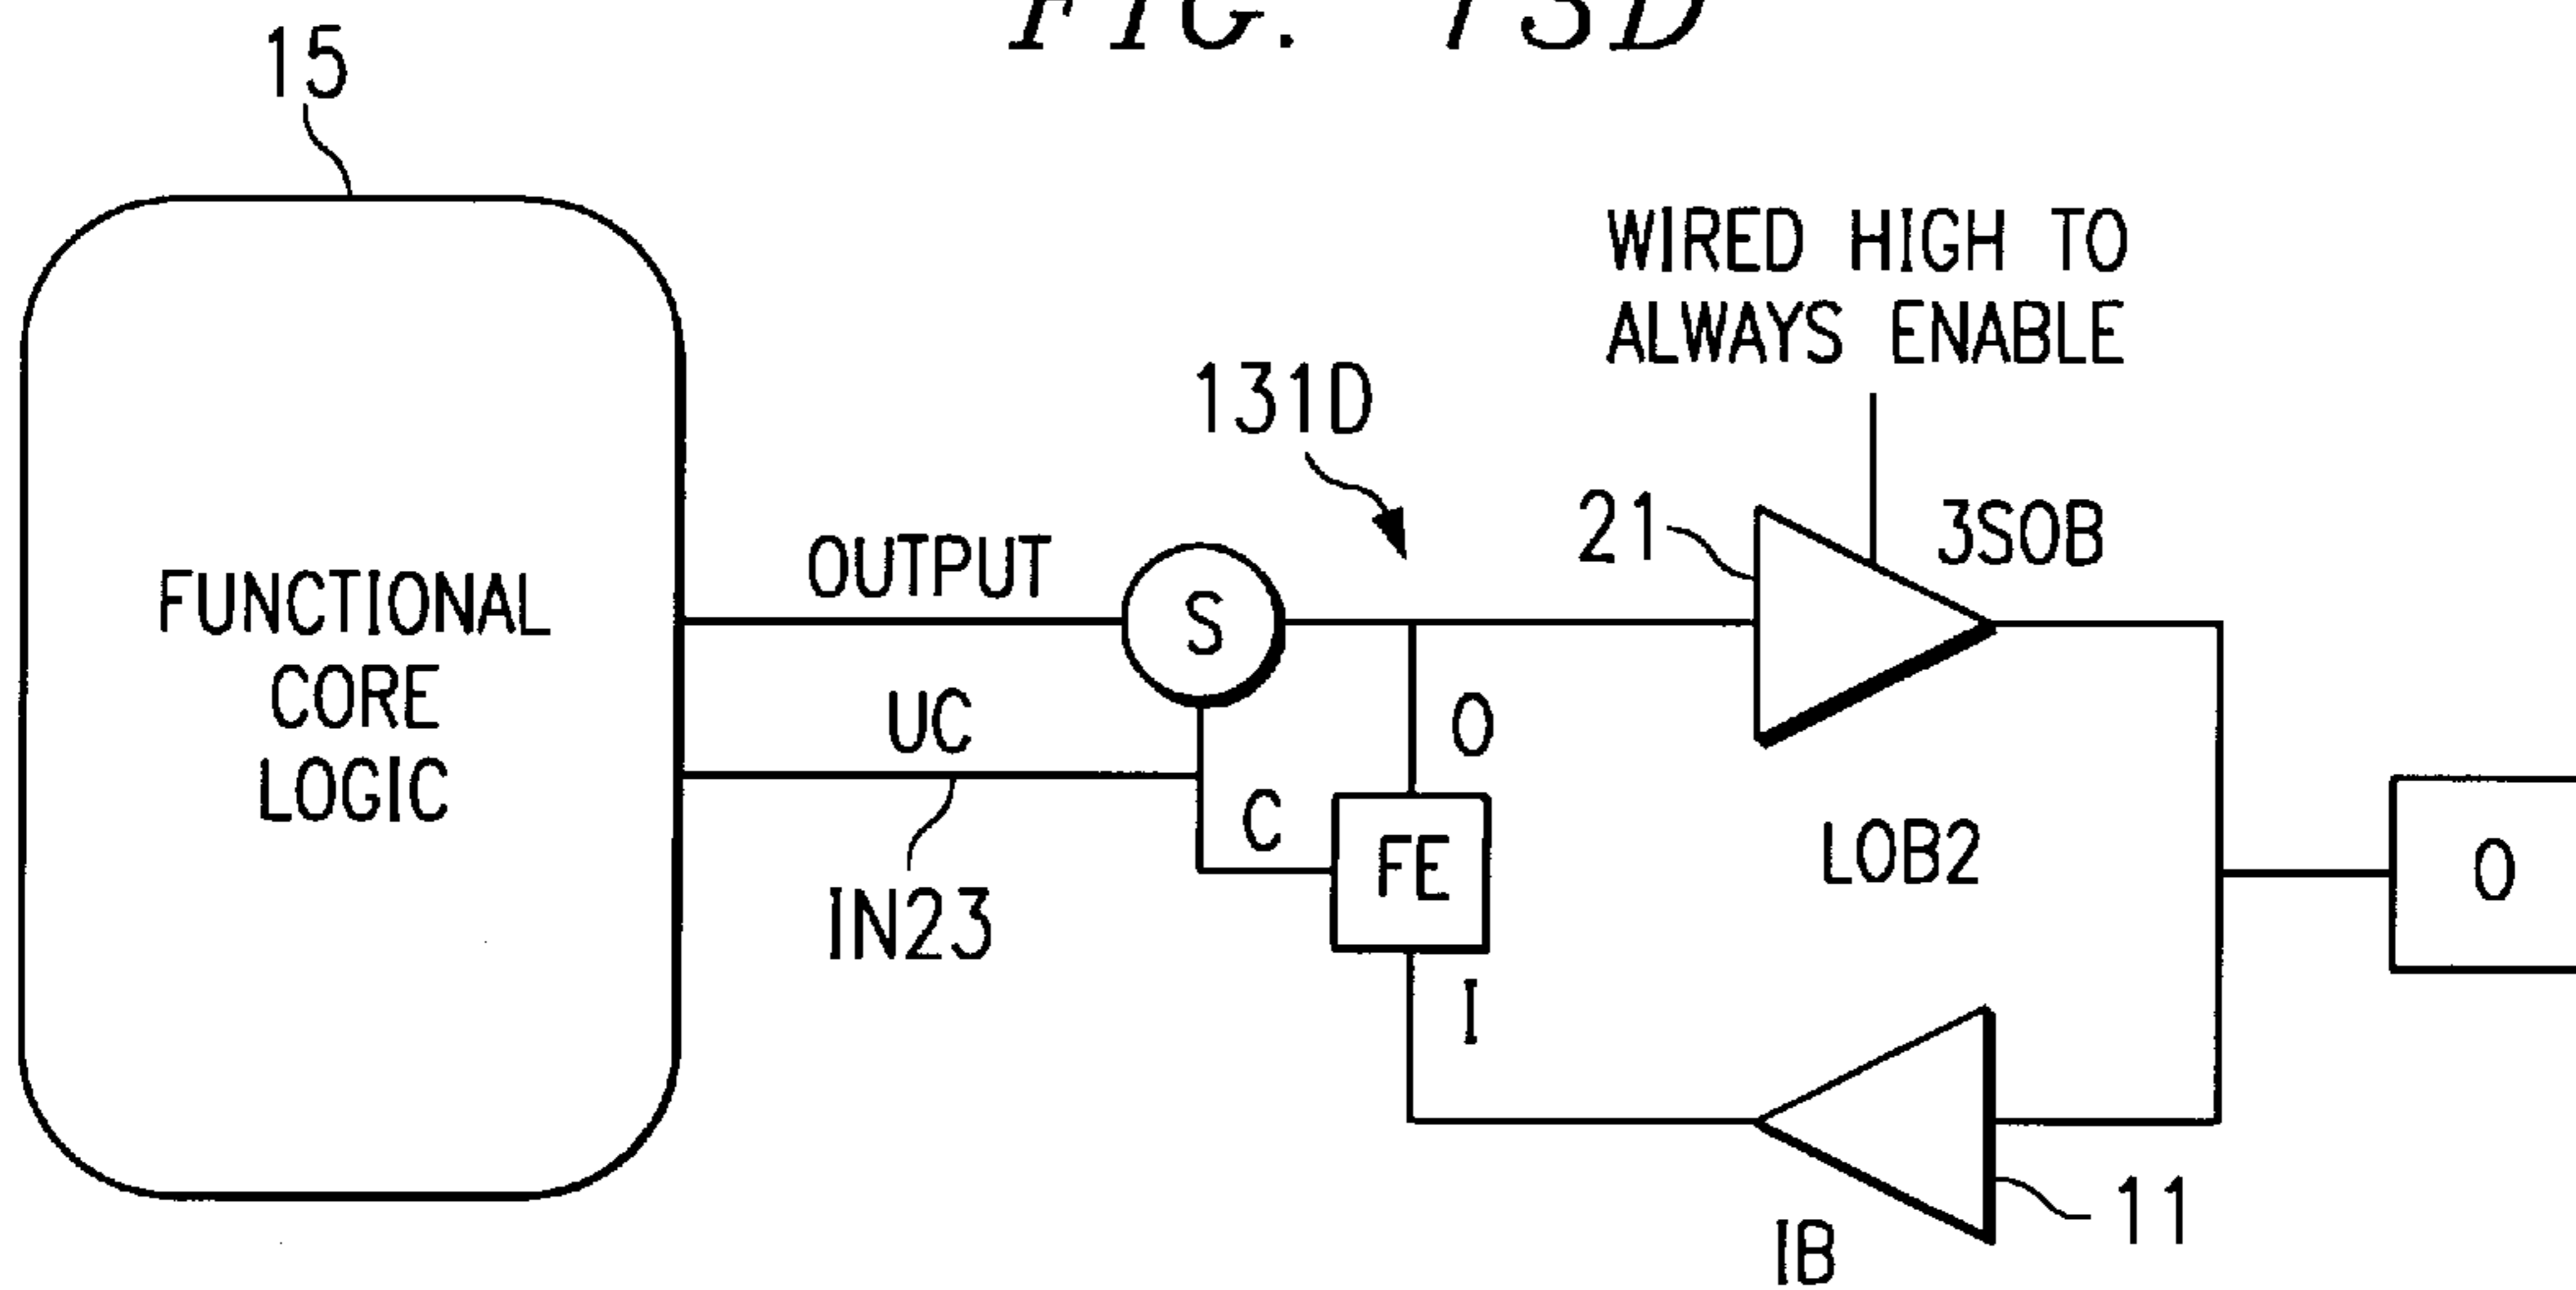 FIG. 13D
15
WIRED HIGH TO
ALWAYS ENABLE
131D
21
3SOB
OUTPUT
S
FUNCTIONAL
CORE
LOGIC
UC
O
C
FE
LOB2
O
IN23
I
11
IB